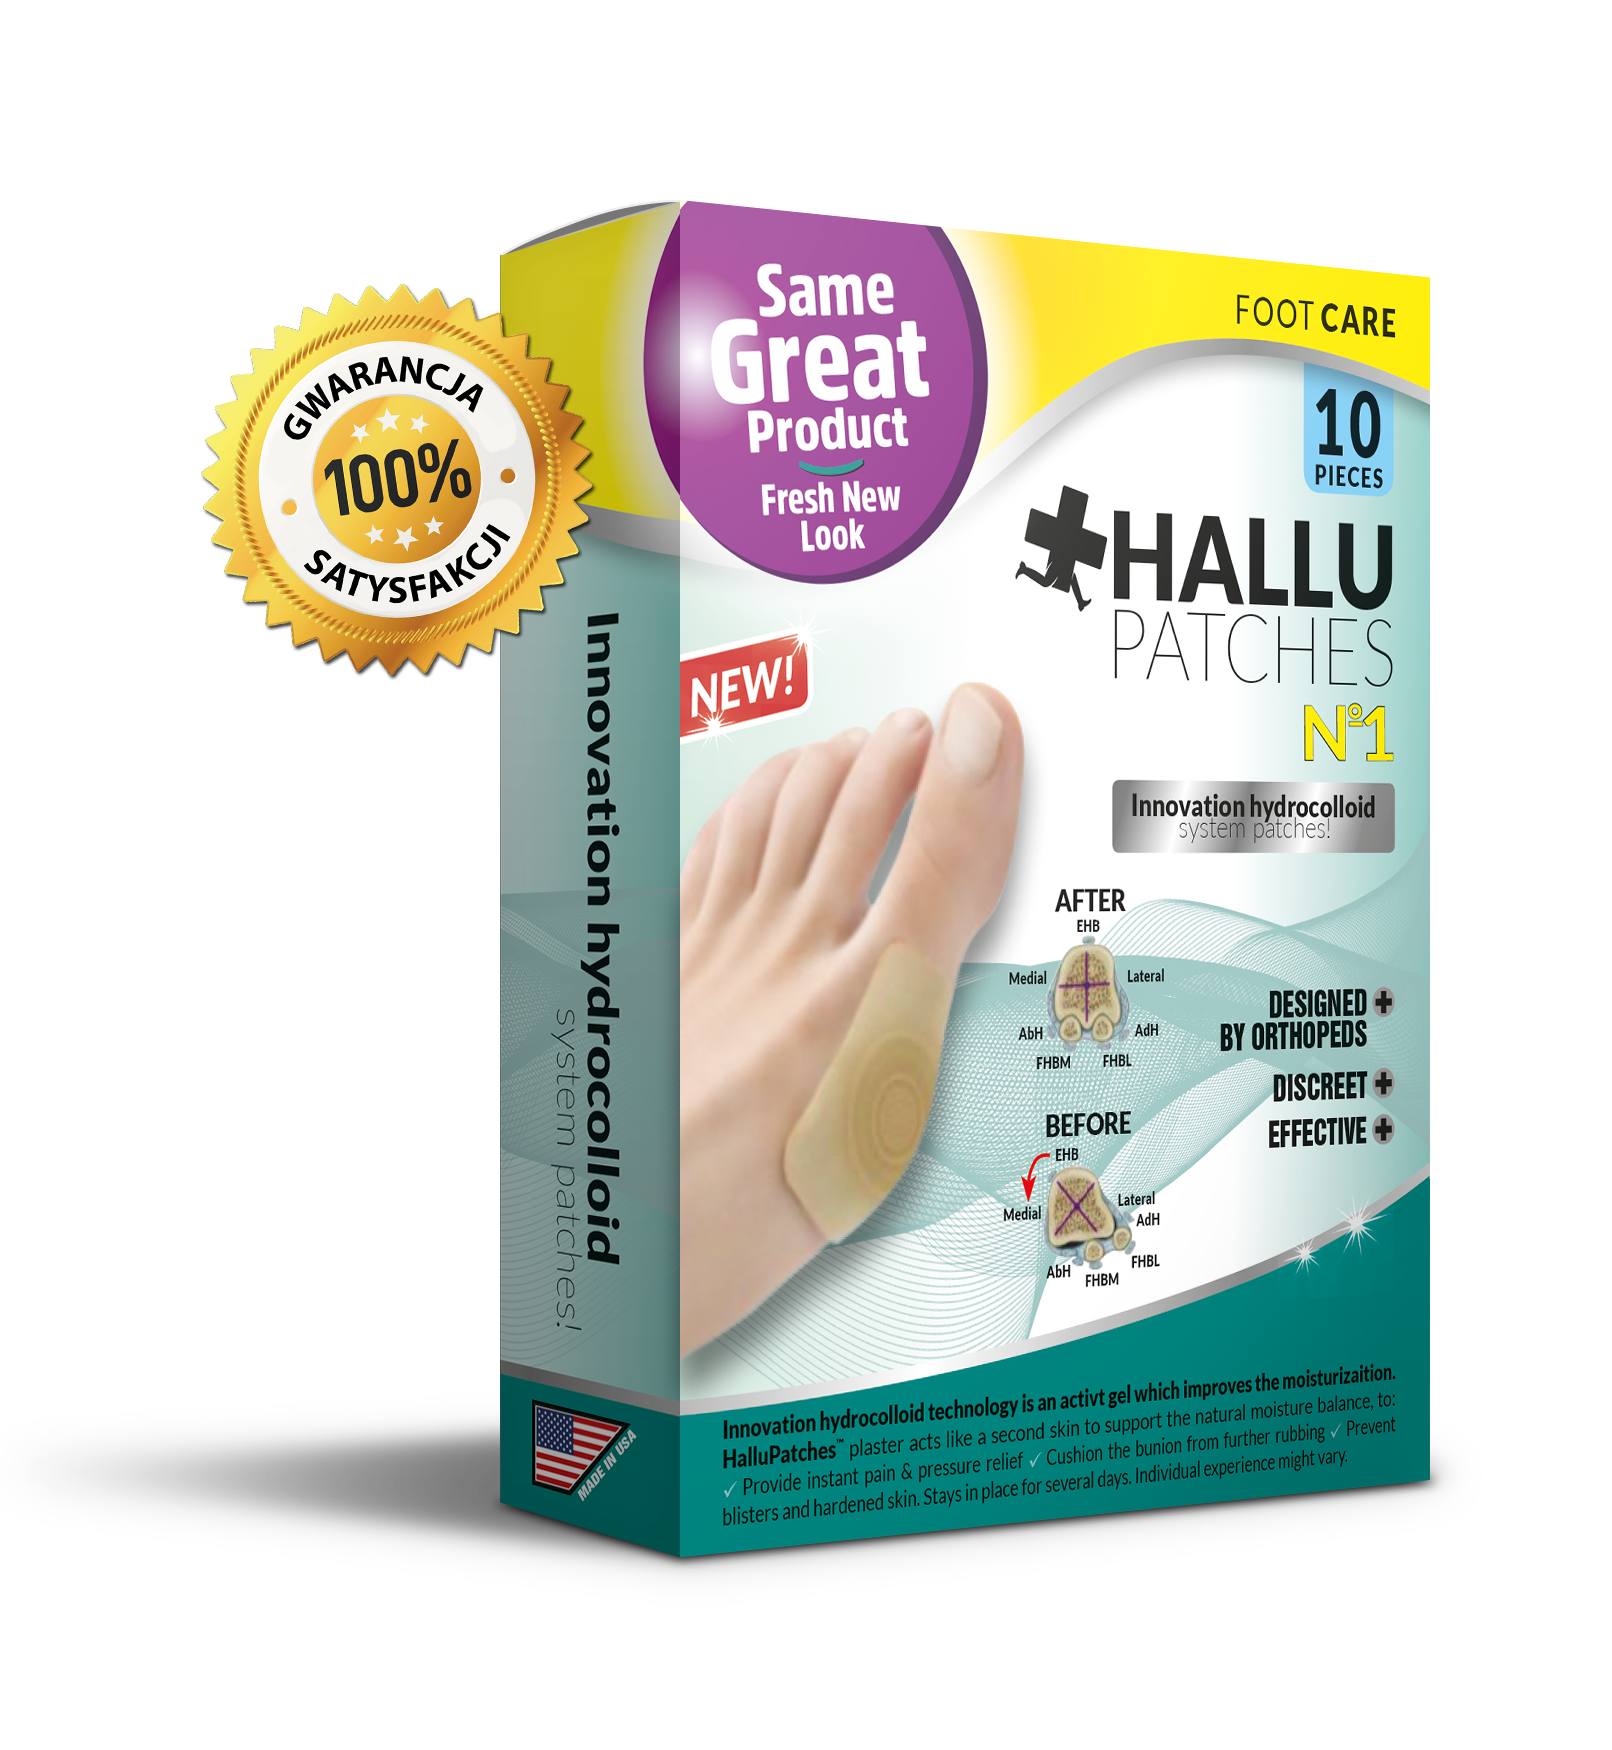 GWARANCJA
100%
SATYSFAKCJI
Same
Great
Product
Fresh New
Look
FOOT CARE
10
PIECES
HALLU
PATCHES
Nº1
NEW!
Innovation hydrocolloid
system patches!
Innovation hydrocolloid
system patches!
AFTER
EHB
Medial
Lateral
AbH
AdH
FHBM
FHBL
BEFORE
EHB
Medial
Lateral
AdH
FHBL
AbH
FHBM
DESIGNED
BY ORTHOPEDS
DISCREET
EFFECTIVE
MADE IN USA
Innovation hydrocolloid technology is an activt gel which improves the moisturizaition.
HalluPatches™ plaster acts like a second skin to support the natural moisture balance, to:
✓ Provide instant pain & pressure relief ✓ Cushion the bunion from further rubbing ✓ Prevent
blisters and hardened skin. Stays in place for several days. Individual experience might vary.